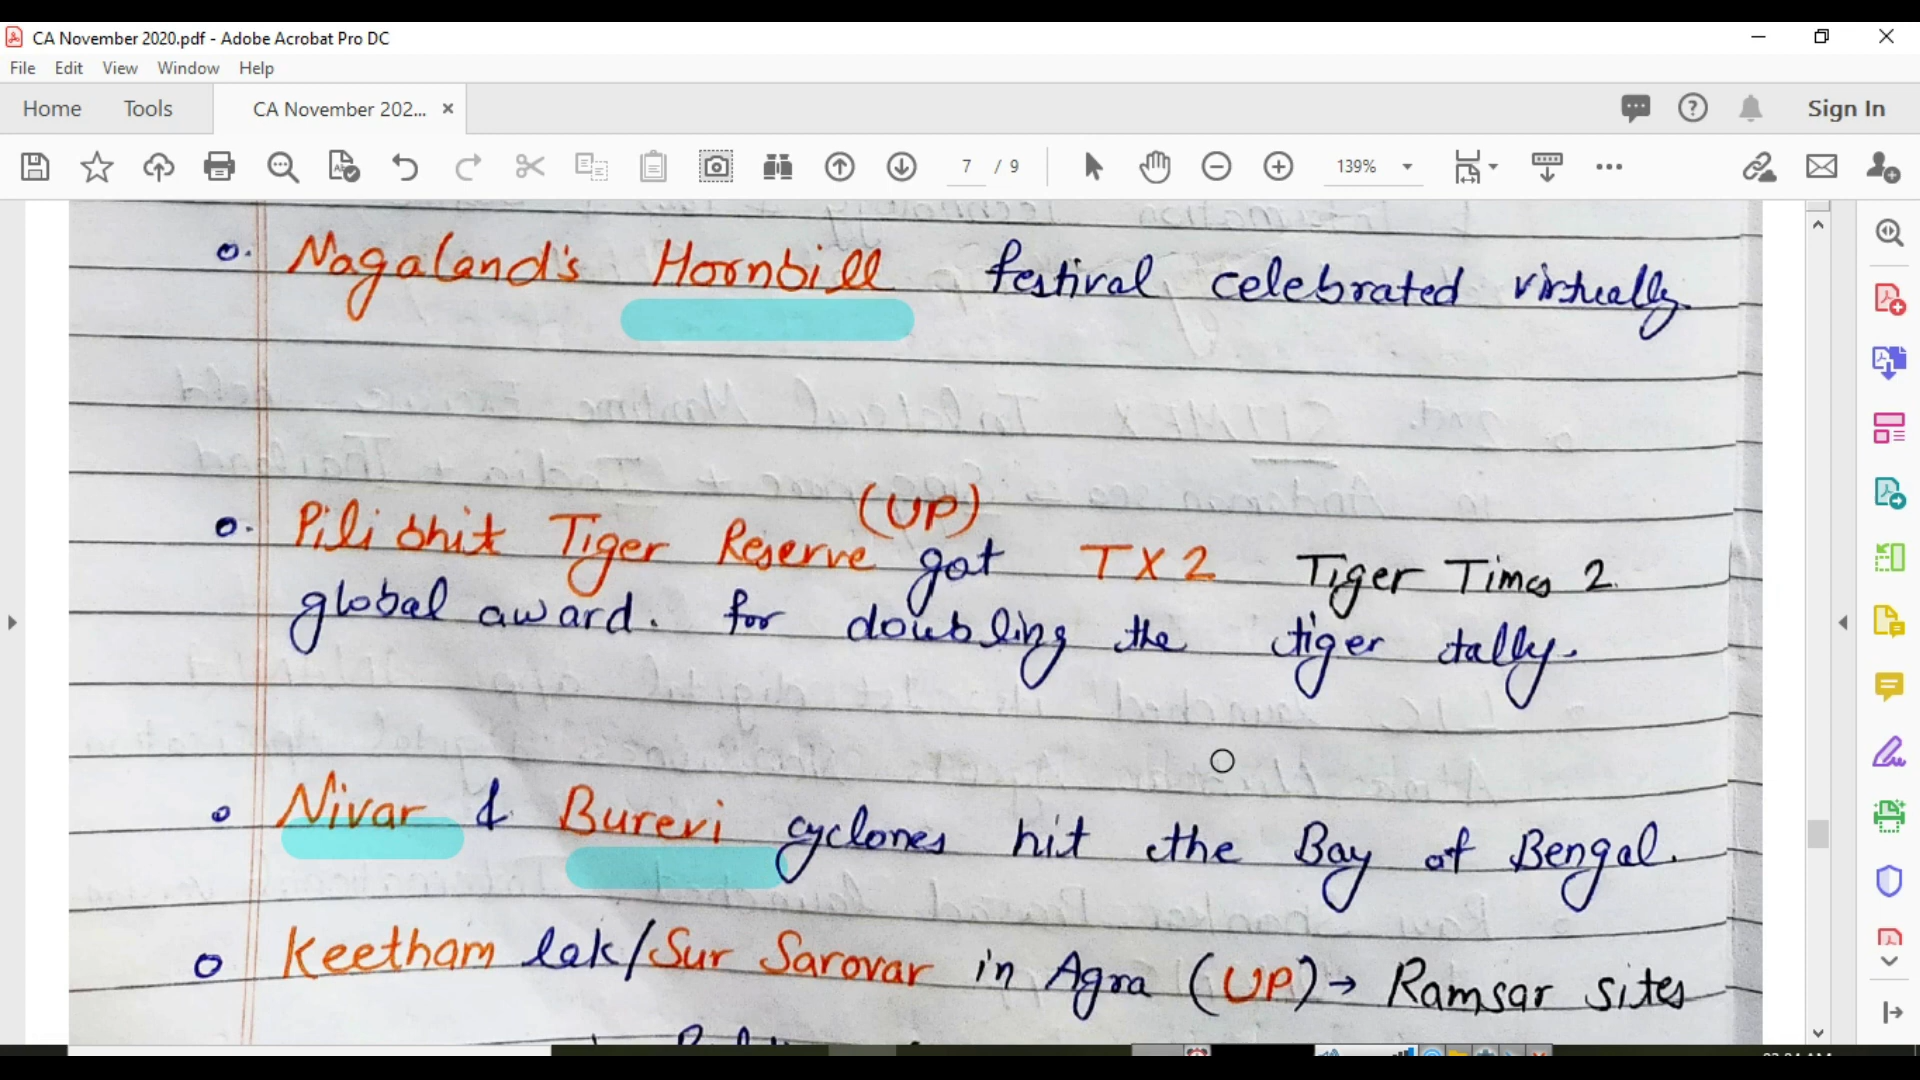 CA November 2020.pdf - Adobe Acrobat Pro DC
File Edit View Window Help
Home Tools CA November 202... × Sign In
7 / 9 139%
o. Nagaland's Hornbill festival celebrated virtually.
(UP)
o. Pilibhit Tiger Reserve got TX2 Tiger Times 2
global award. for doubling the tiger tally.
o Nivar & Burevi cyclones hit the Bay of Bengal.
o Keetham lak/Sur Sarovar in Agra (UP) → Ramsar sites